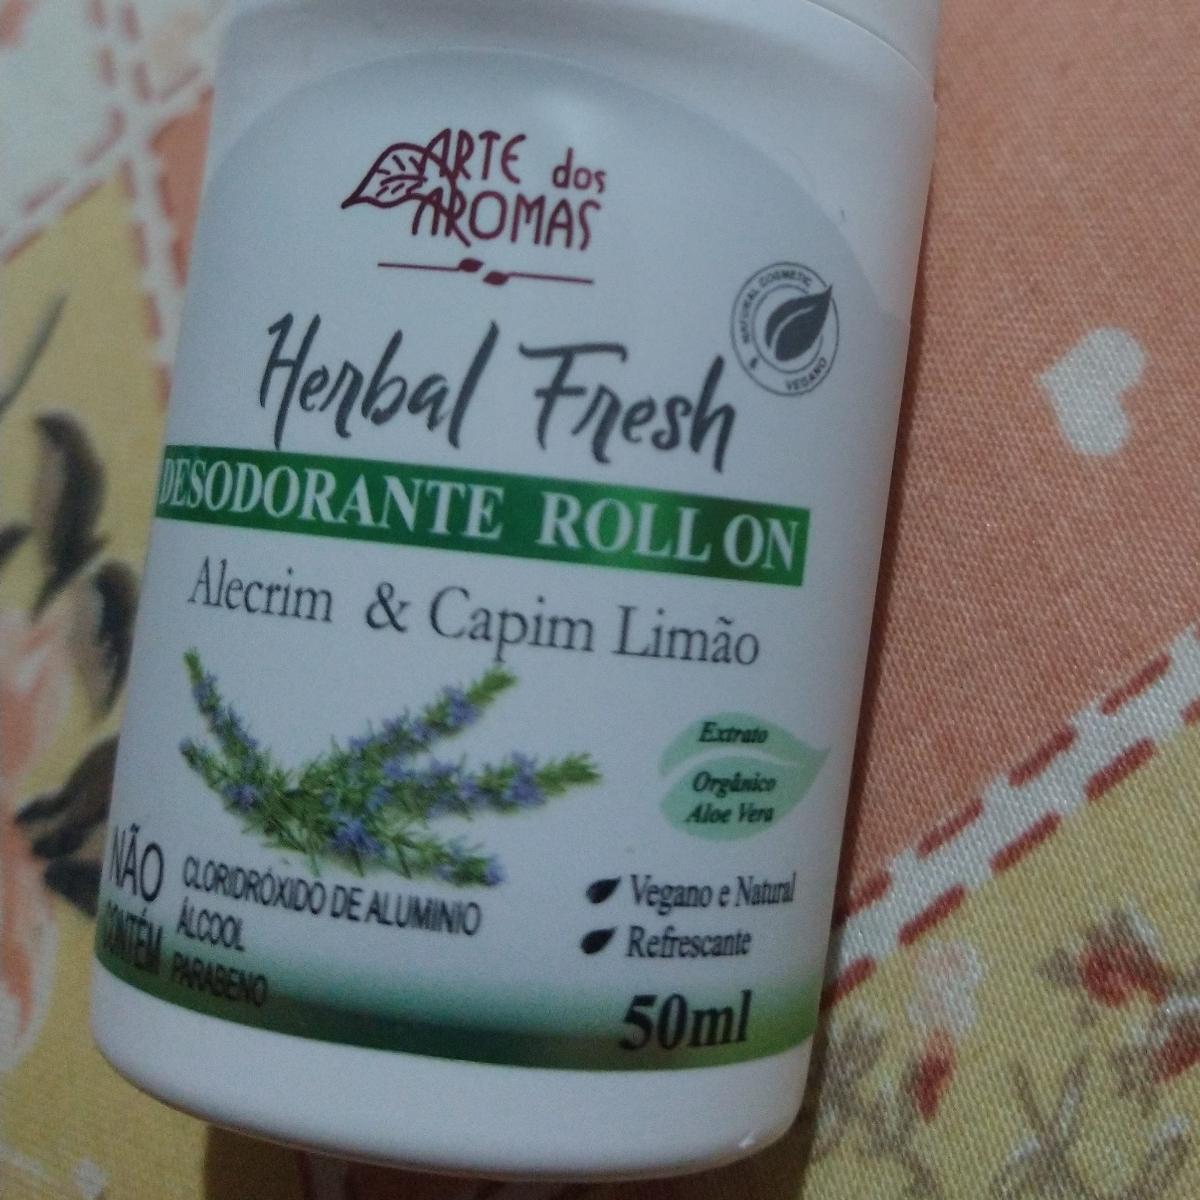 ARTE dos
AROMAS
NATURAL COSMETIC
& VEGANO
Herbal Fresh
DESODORANTE ROLL ON
Alecrim & Capim Limão
Extrato
Orgânico
Aloe Vera
NÃO
CONTÉM
CLORIDRÓXIDO DE ALUMINIO
ÁLCOOL
PARABENO
Vegano e Natural
Refrescante
50ml